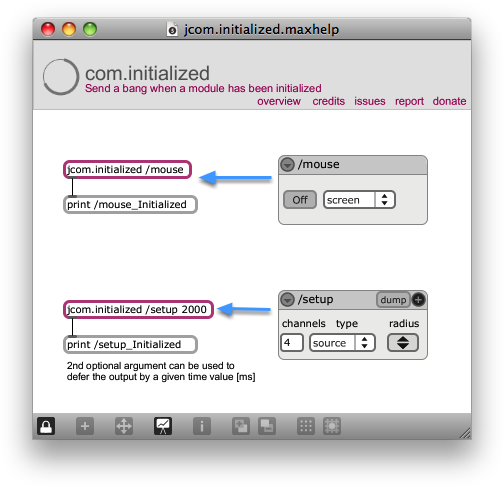 jcom.initialized.maxhelp
com.initialized
Send a bang when a module has been initialized
overview credits issues report donate
jcom.initialized /mouse
/mouse
Off
screen
print /mouse_Initialized
jcom.initialized /setup 2000
/setup
dump
print /setup_Initialized
channels type radius
4
source
2nd optional argument can be used to
defer the output by a given time value [ms]